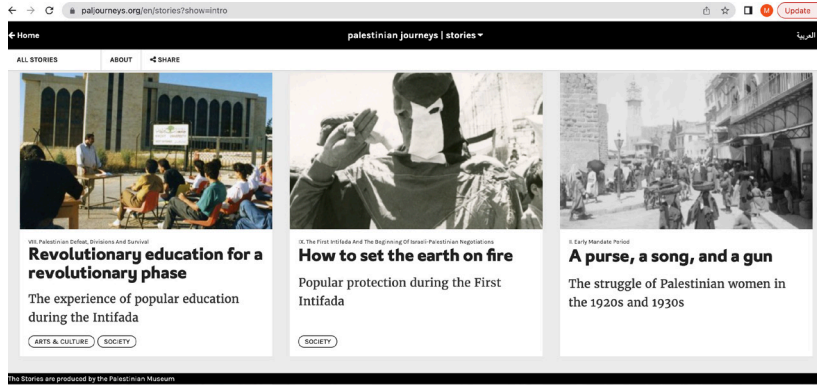 paljourneys.org/en/stories?show=intro
Update
Home
palestinian journeys | stories
العربية
ALL STORIES ABOUT SHARE
VIII. Palestinian Defeat, Divisions And Survival
Revolutionary education for a
revolutionary phase
The experience of popular education
during the Intifada
ARTS & CULTURE SOCIETY
IX. The First Intifada And The Beginning Of Israeli-Palestinian Negotiations
How to set the earth on fire
Popular protection during the First
Intifada
SOCIETY
II. Early Mandate Period
A purse, a song, and a gun
The struggle of Palestinian women in
the 1920s and 1930s
The Stories are produced by the Palestinian Museum